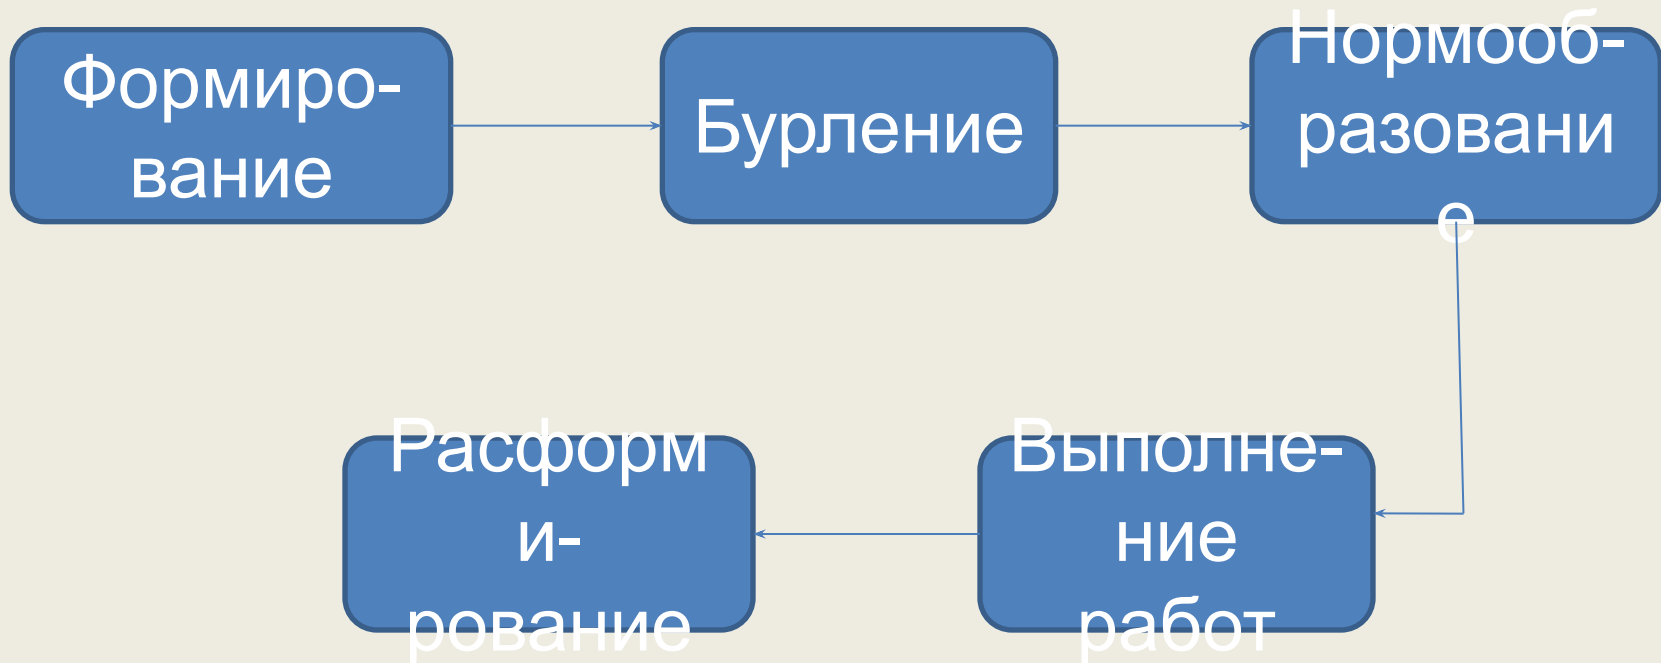 Формиро-
вание
Бурление
Нормооб-
разовани
е
Расформ
и-
рование
Выполне-
ние
работ